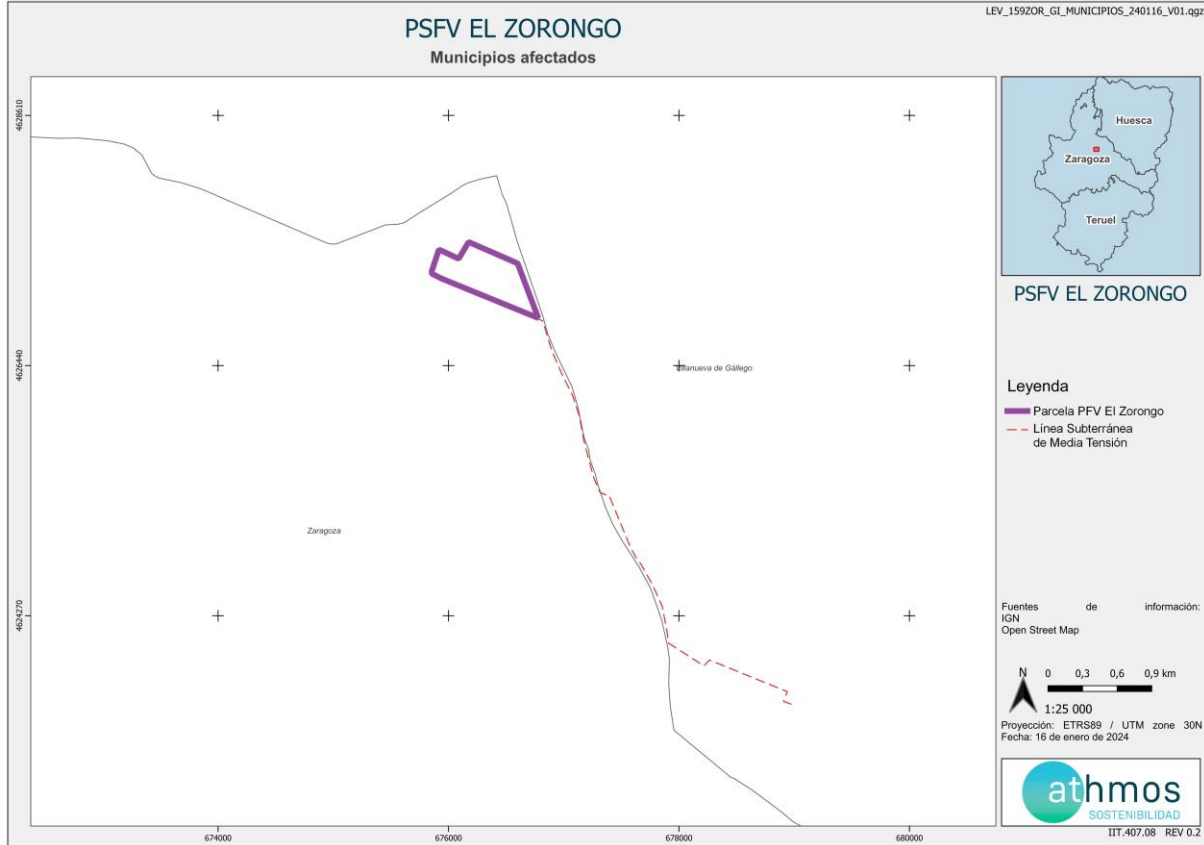 LEV_159ZOR_GI_MUNICIPIOS_240116_V01.qgz
PSFV EL ZORONGO
Municipios afectados
4628610
4626440
4624270
Villanueva de Gállego
Zaragoza
674000
676000
678000
680000
Huesca
Zaragoza
Teruel
PSFV EL ZORONGO
Leyenda
Parcela PFV El Zorongo
Línea Subterránea
de Media Tensión
Fuentes de información:
IGN
Open Street Map
N
0 0,3 0,6 0,9 km
1:25 000
Proyección: ETRS89 / UTM zone 30N
Fecha: 16 de enero de 2024
athmos
SOSTENIBILIDAD
IIT.407.08 REV 0.2